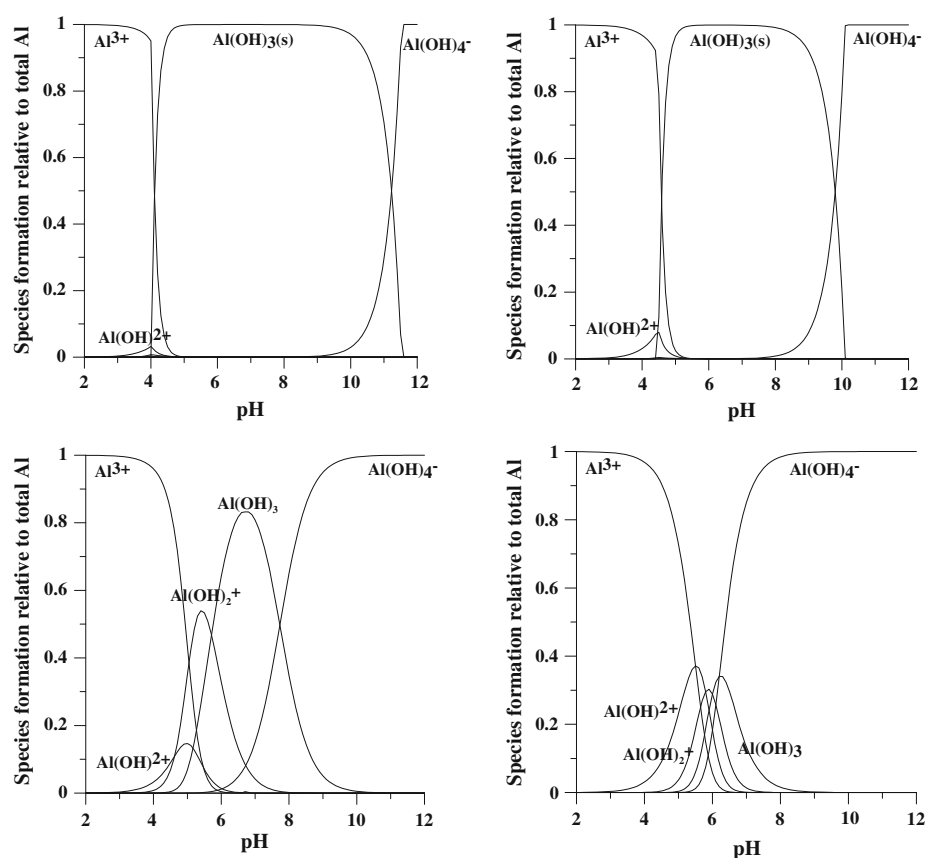 Species formation relative to total Al
1
0.8
0.6
0.4
0.2
0
Al3+
Al(OH)3(s)
Al(OH)4-
Al(OH)2+
2 4 6 8 10 12
pH
Species formation relative to total Al
1
0.8
0.6
0.4
0.2
0
Al3+
Al(OH)3(s)
Al(OH)4-
Al(OH)2+
2 4 6 8 10 12
pH
Species formation relative to total Al
1
0.8
0.6
0.4
0.2
0
Al3+
Al(OH)4-
Al(OH)3
Al(OH)2+
Al(OH)2+
2 4 6 8 10 12
pH
Species formation relative to total Al
1
0.8
0.6
0.4
0.2
0
Al3+
Al(OH)4-
Al(OH)2+
Al(OH)2+
Al(OH)3
2 4 6 8 10 12
pH